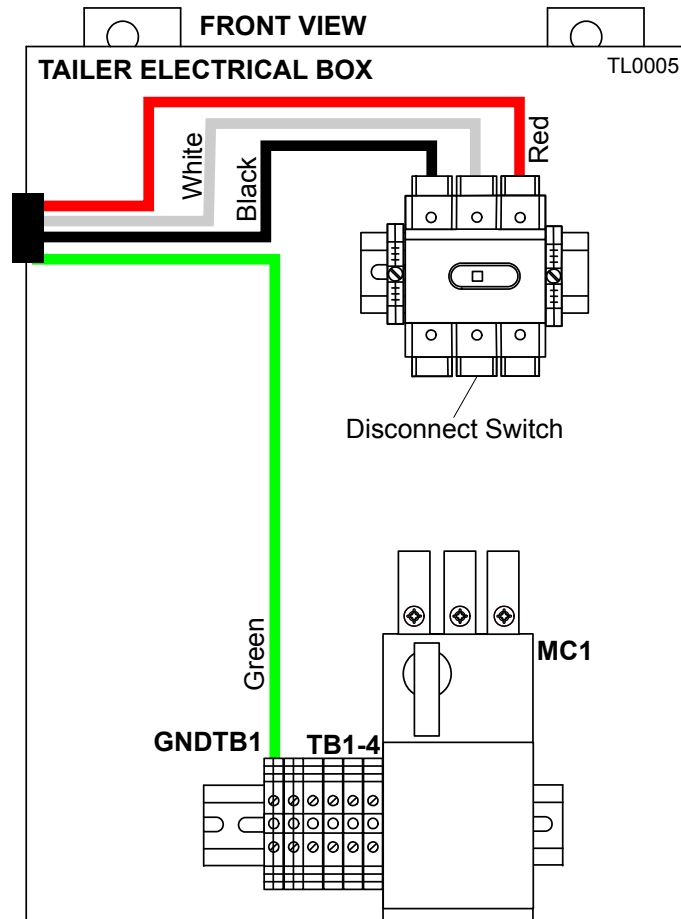 FRONT VIEW
TAILER ELECTRICAL BOX
TL0005
White
Black
Red
Disconnect Switch
Green
MC1
GNDTB1
TB1-4